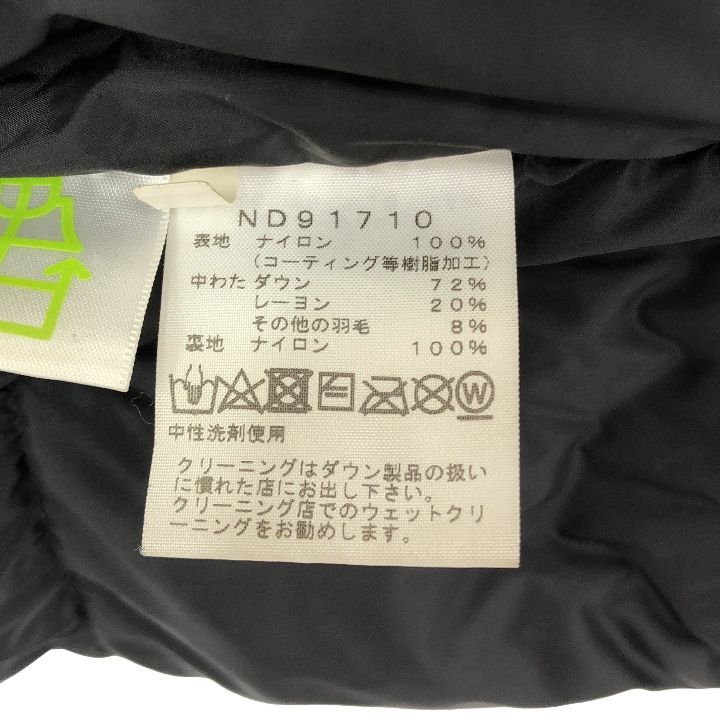 ND91710
表地 ナイロン 100%
(コーティング等樹脂加工)
中わた ダウン 72%
レーヨン 20%
その他の羽毛 8%
裏地 ナイロン 100%
W
中性洗剤使用
クリーニングはダウン製品の扱い
に慣れた店にお出し下さい。
クリーニング店でのウェットクリ
ーニングをお勧めします。